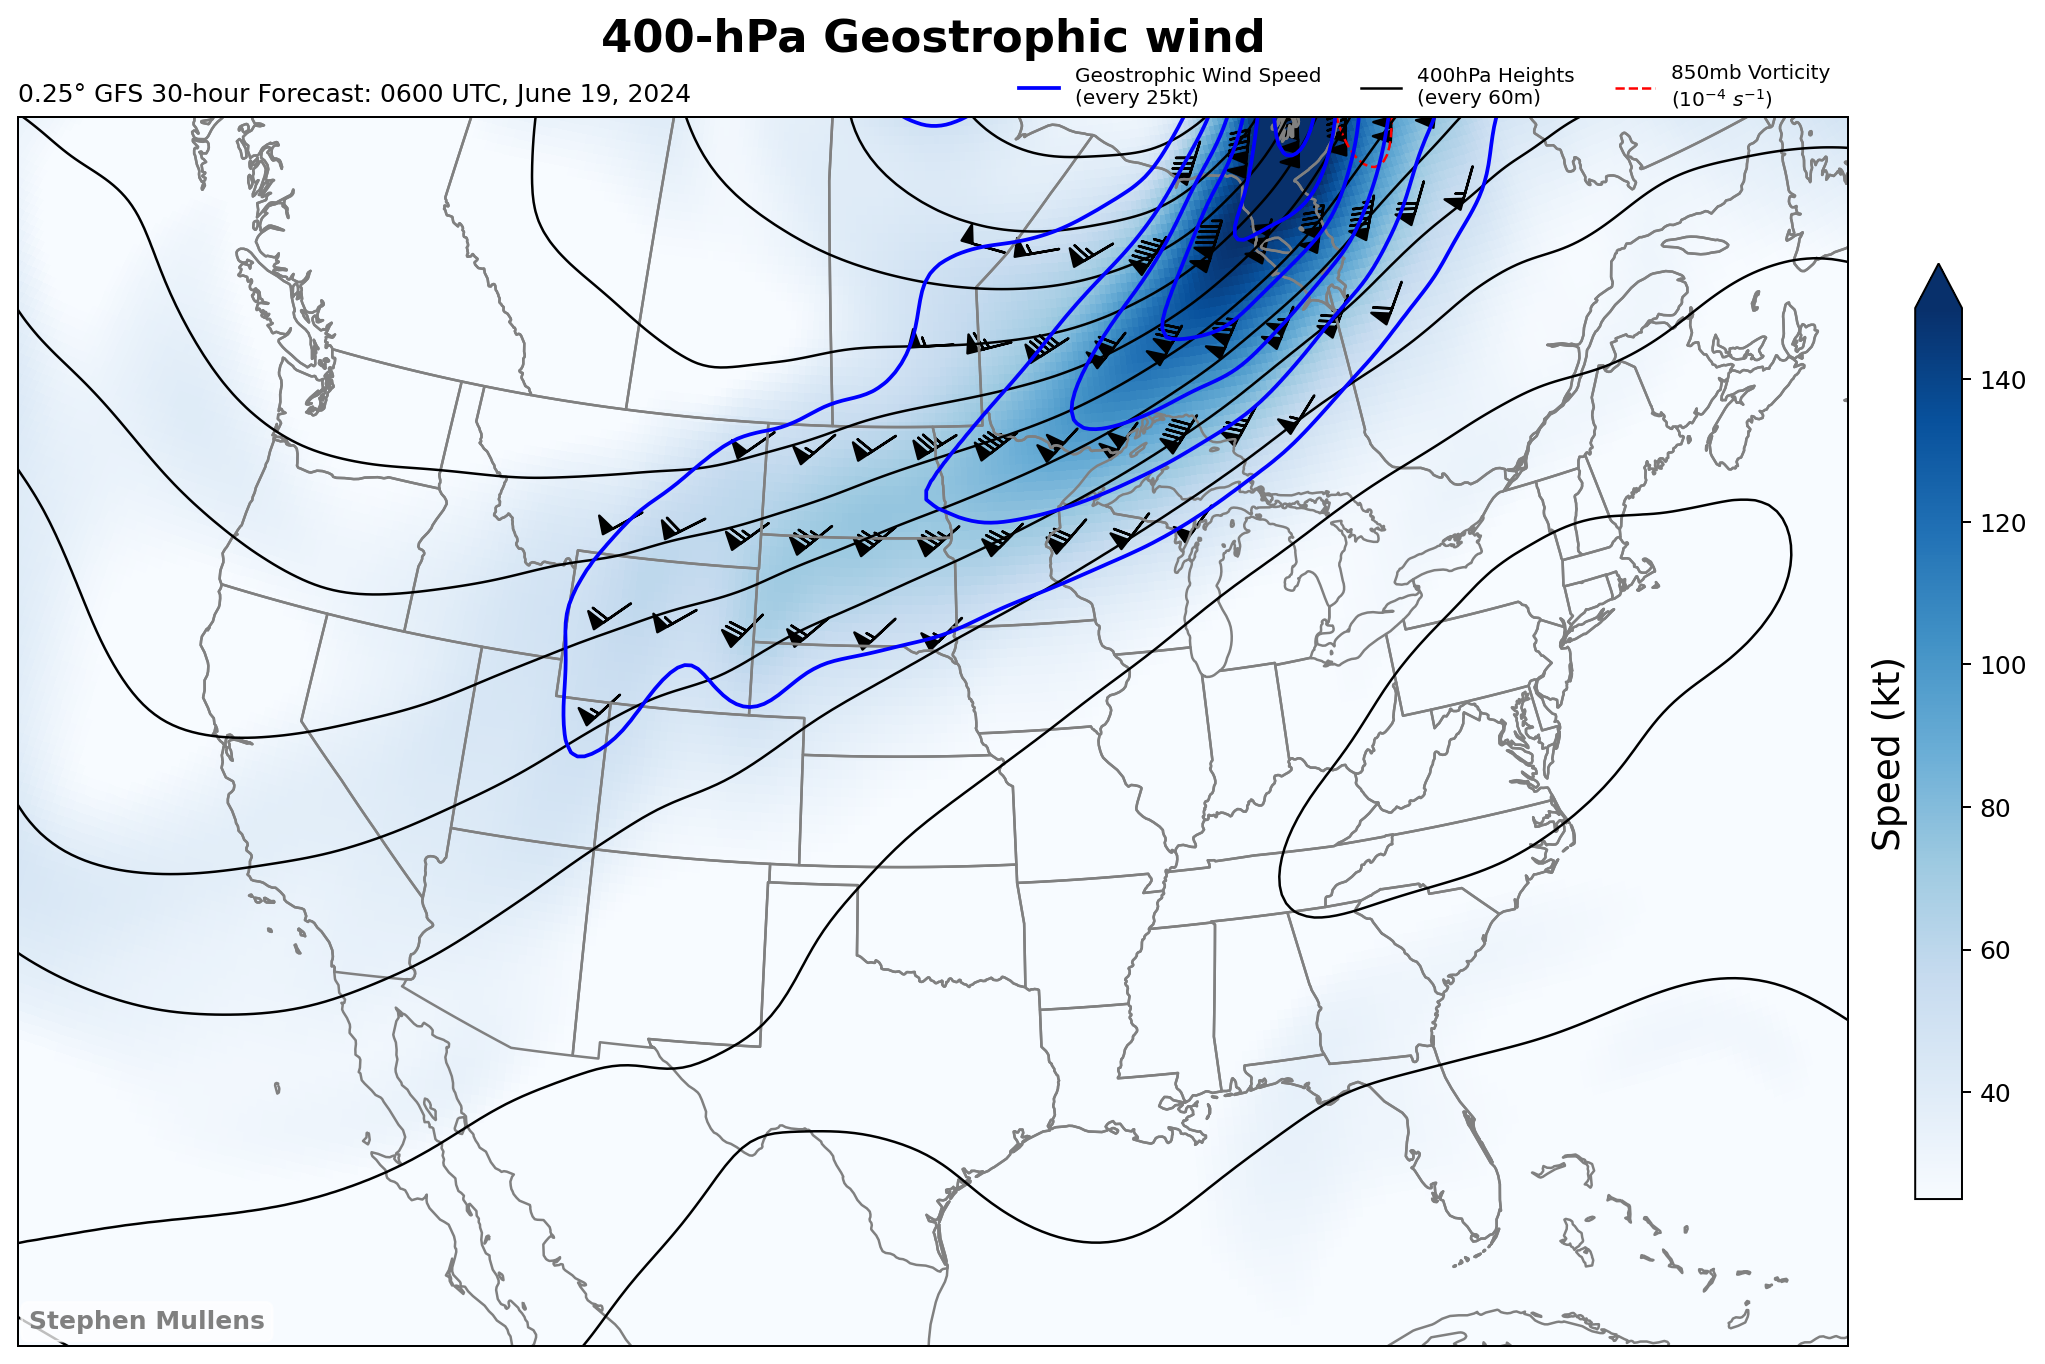 400-hPa Geostrophic wind
0.25° GFS 30-hour Forecast: 0600 UTC, June 19, 2024
Geostrophic Wind Speed
(every 25kt)
400hPa Heights
(every 60m)
850mb Vorticity
(10⁻⁴ s⁻¹)
140
120
100
80
60
40
Speed (kt)
Stephen Mullens